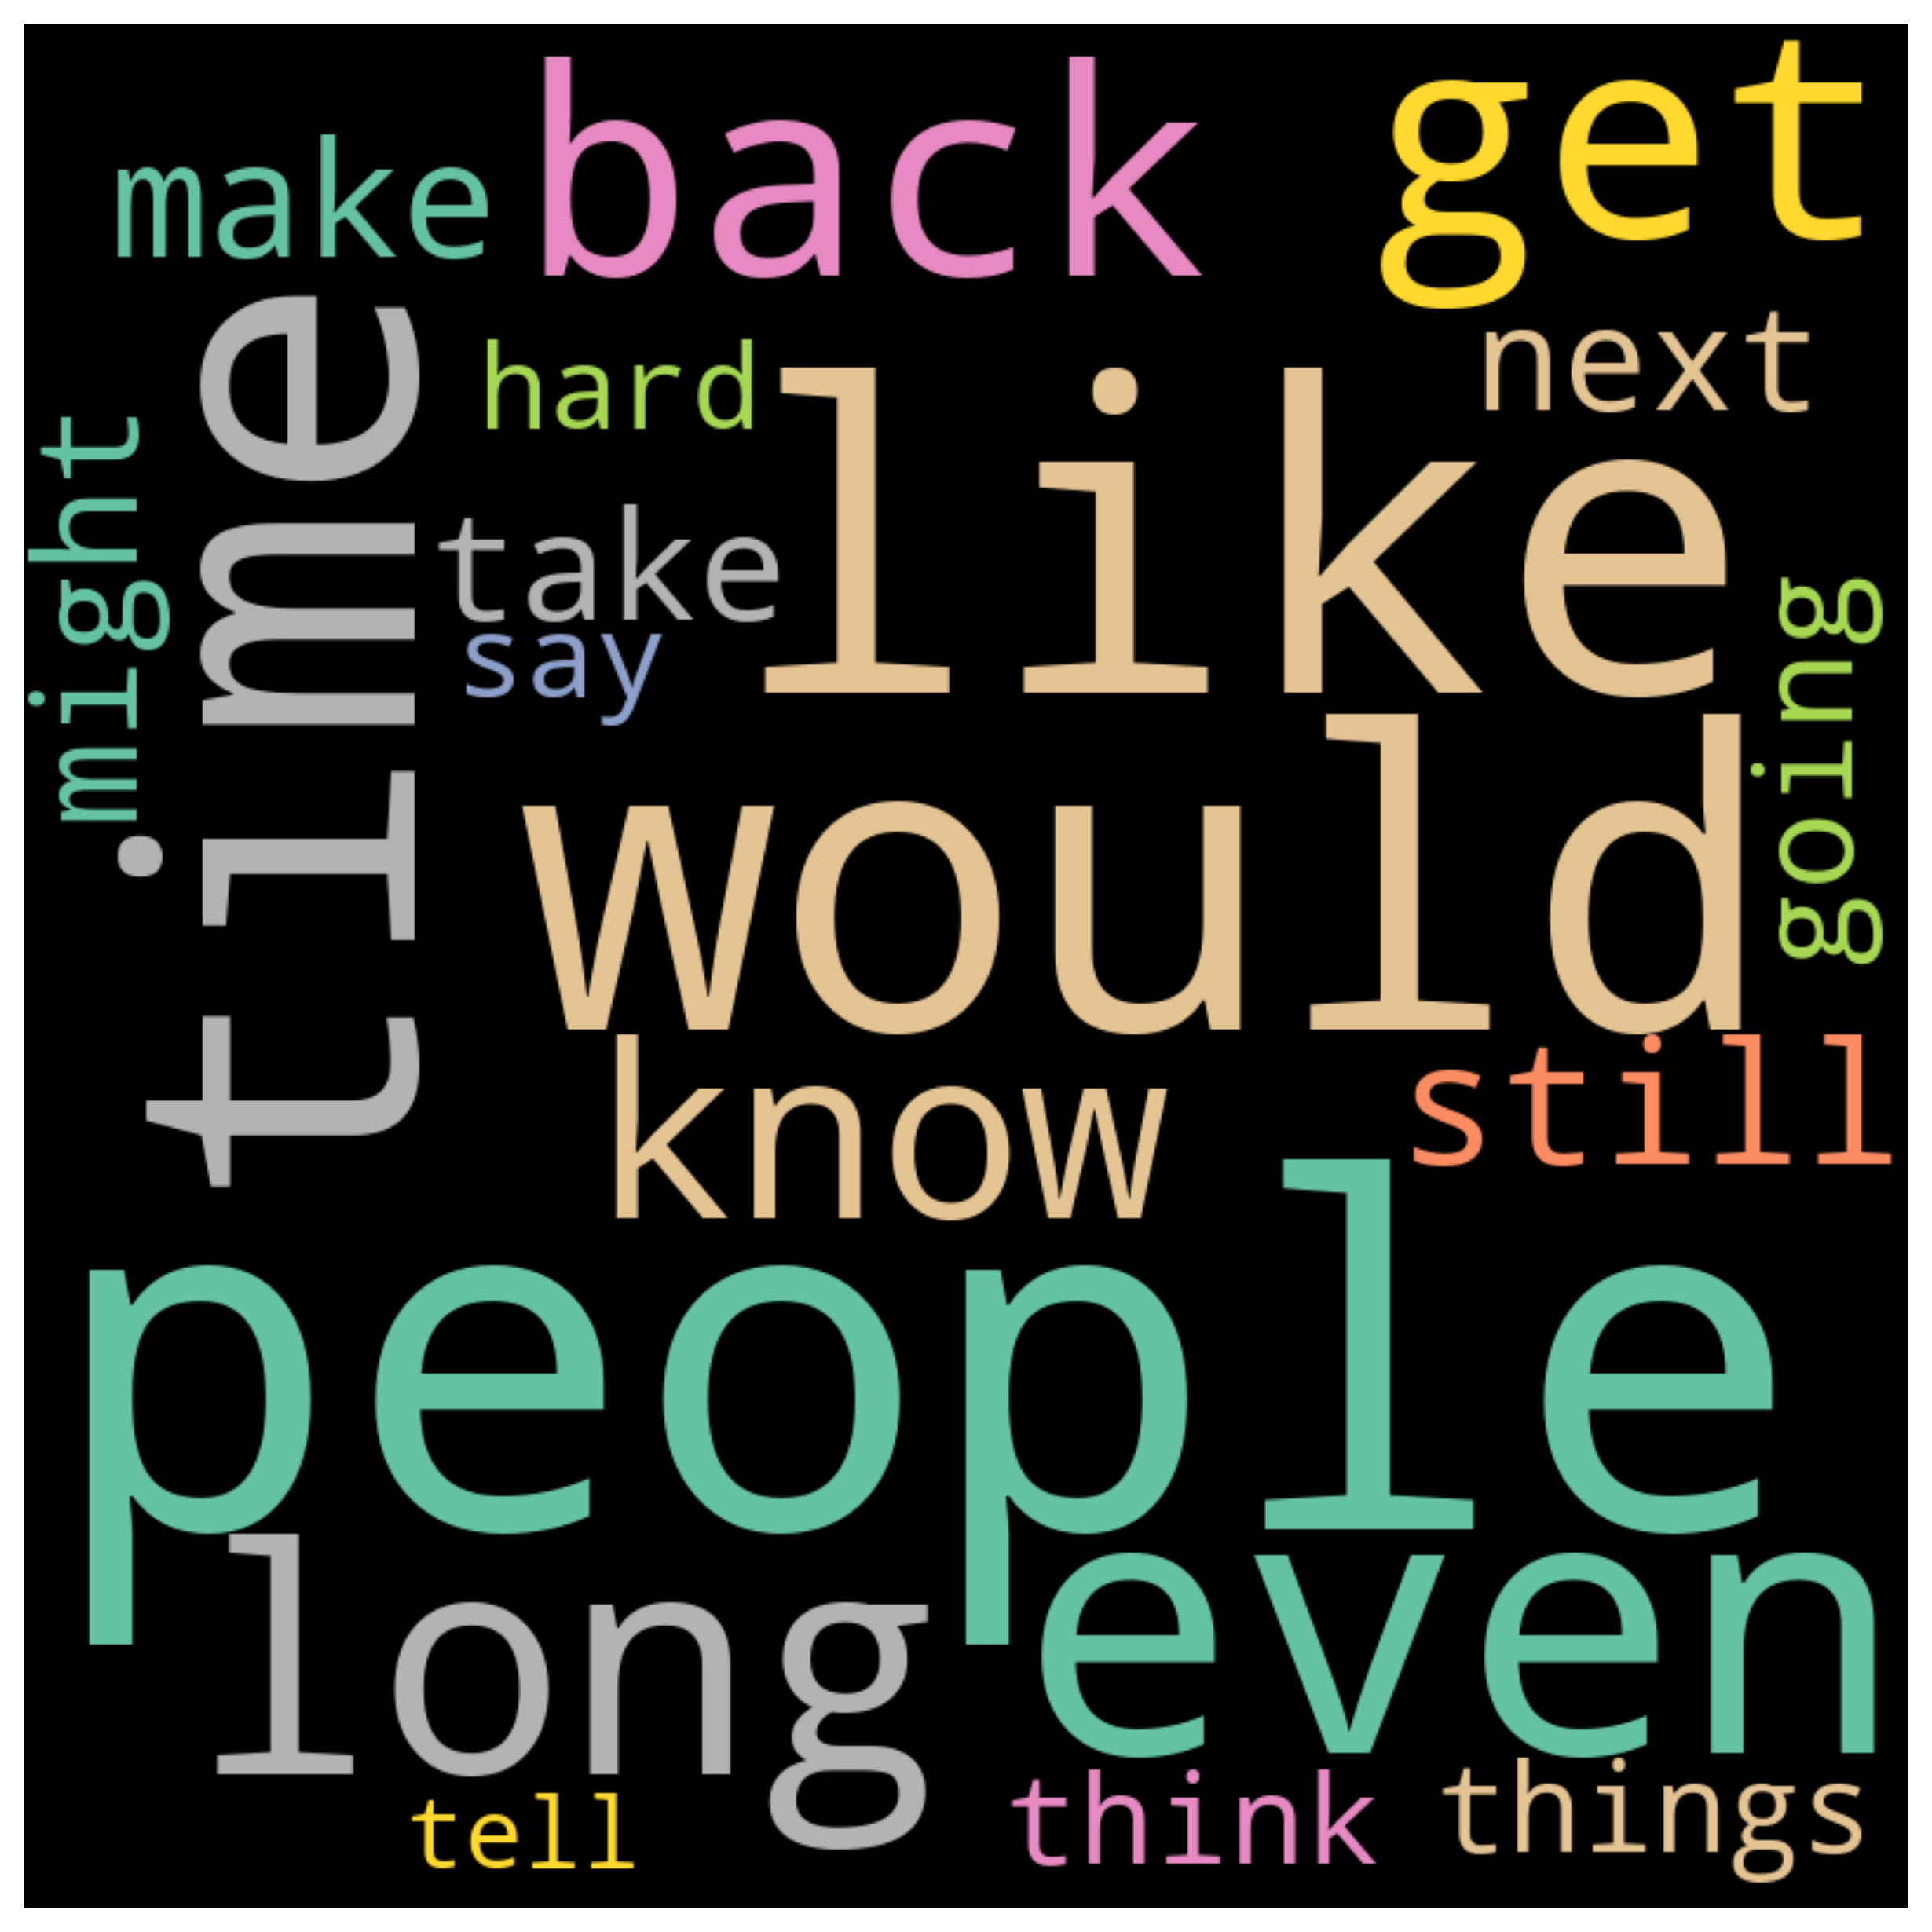 make
back
get
time
hard
next
like
might
take
say
going
would
know
still
people
long
even
tell
think
things